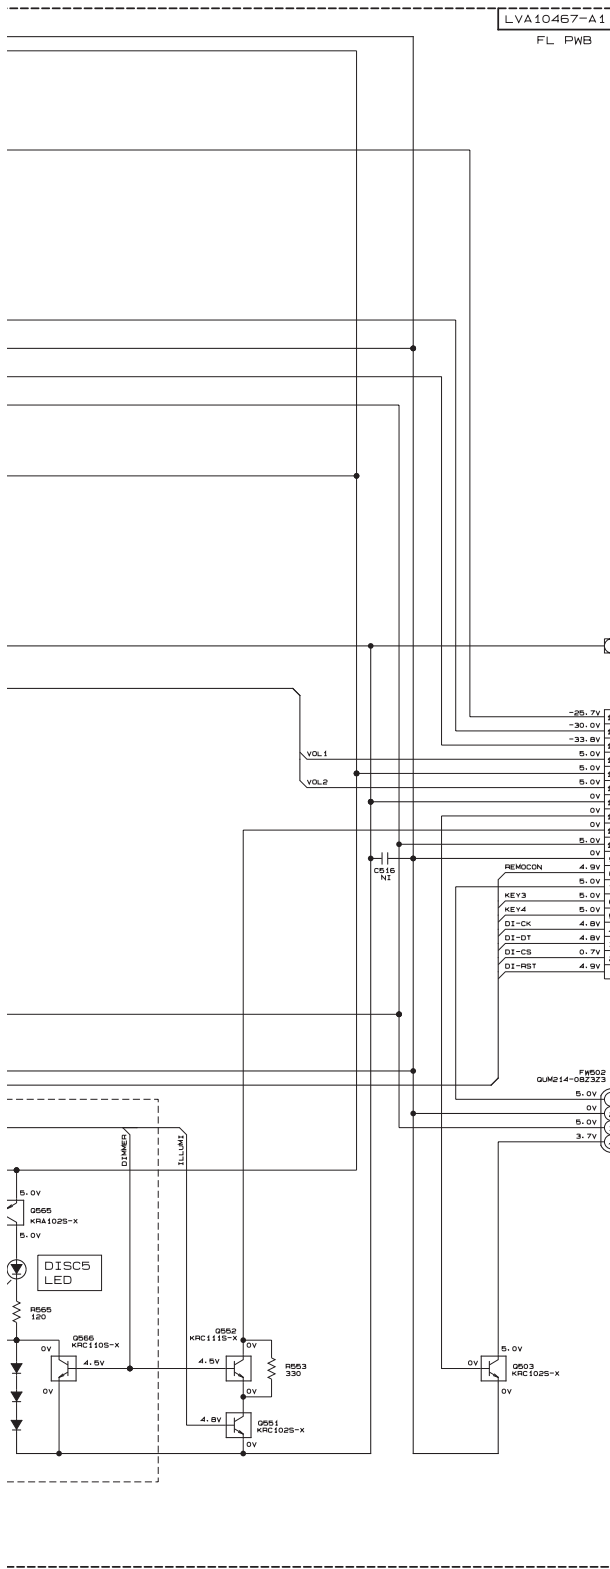 LVA10467-A1
FL PWB
-25.7V
-30.0V
-33.8V
VOL1 5.0V
5.0V
VOL2 5.0V
0V
0V
0V
5.0V
0V
C516
NI
REMOCON 4.9V
5.0V
KEY3 5.0V
KEY4 5.0V
DI-CK 4.8V
DI-DT 4.8V
DI-CS 0.7V
DI-RST 4.9V
FW502
QUM214-08Z3Z3
5.0V
0V
5.0V
3.7V
DIMMER
ILLUMI
5.0V
Q565
KRA102S-X
5.0V
DISC5
LED
R565
120
Q566
KRC110S-X
0V
4.5V
0V
Q552
KRC111S-X
0V
4.5V
0V
R553
330
Q551
KRC102S-X
4.8V
0V
5.0V
0V
Q503
KRC102S-X
0V